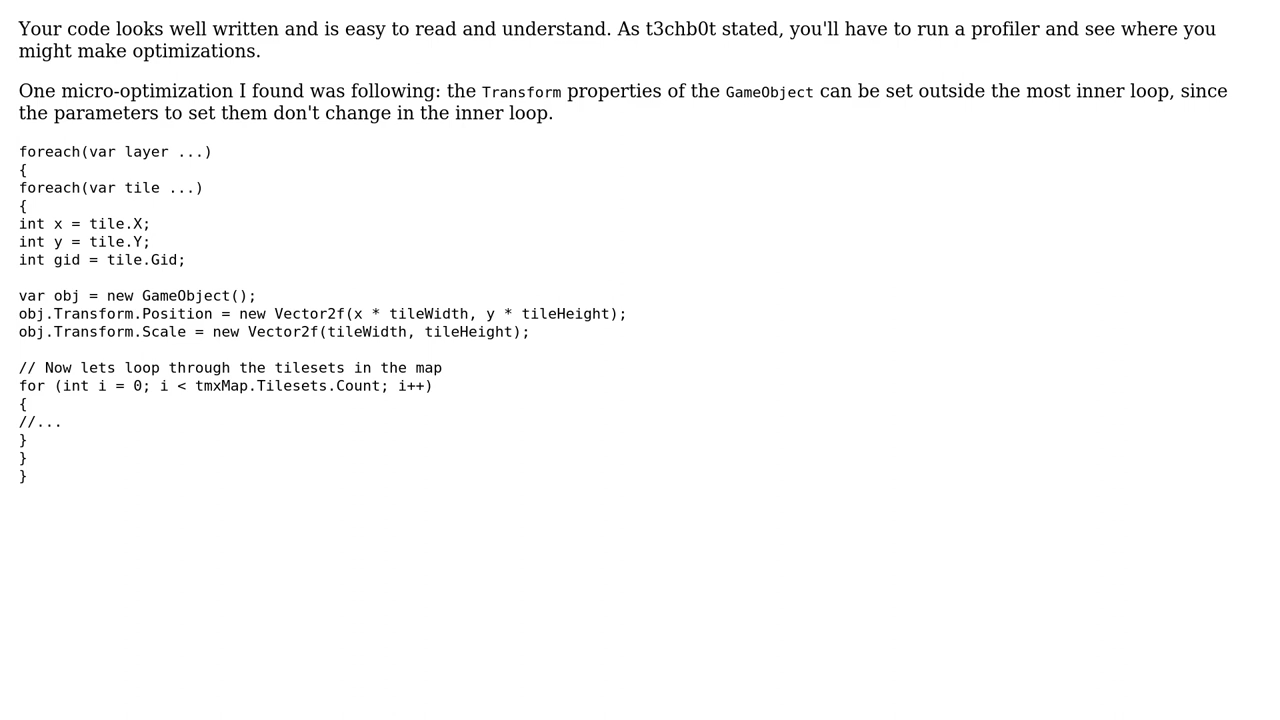 Your code looks well written and is easy to read and understand. As t3chb0t stated, you'll have to run a profiler and see where you
might make optimizations.
One micro-optimization I found was following: the Transform properties of the GameObject can be set outside the most inner loop, since
the parameters to set them don't change in the inner loop.
foreach(var layer ...)
{
foreach(var tile ...)
{
int x = tile.X;
int y = tile.Y;
int gid = tile.Gid;
var obj = new GameObject();
obj.Transform.Position = new Vector2f(x * tileWidth, y * tileHeight);
obj.Transform.Scale = new Vector2f(tileWidth, tileHeight);
// Now lets loop through the tilesets in the map
for (int i = 0; i < tmxMap.Tilesets.Count; i++)
{
//...
}
}
}